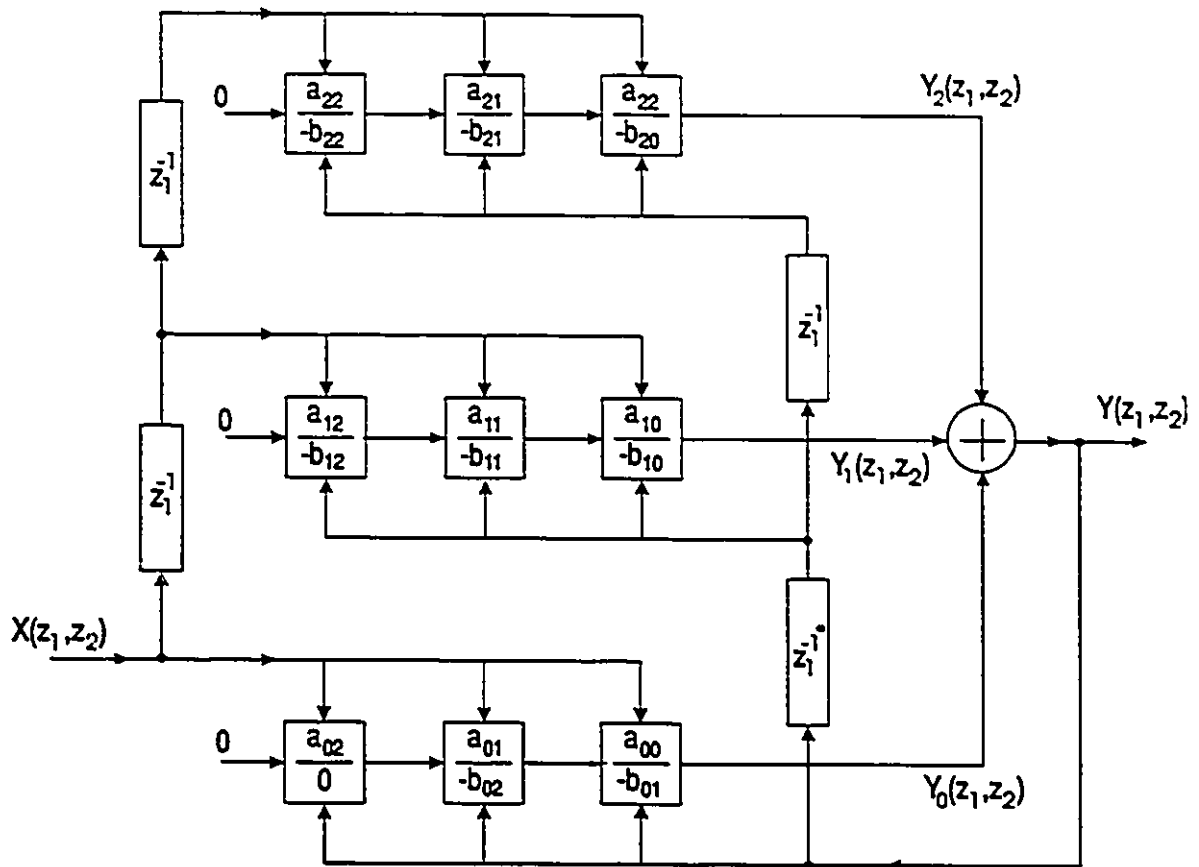 a₂₂ a₂₁ a₂₂
0 -b₂₂ -b₂₁ -b₂₀ Y₂(z₁,z₂)
z₁⁻¹
z₁⁻¹
a₁₂ a₁₁ a₁₀
0 -b₁₂ -b₁₁ -b₁₀ Y₁(z₁,z₂) + Y(z₁,z₂)
z₁⁻¹
z₁⁻¹*
X(z₁,z₂)
a₀₂ a₀₁ a₀₀
0 0 -b₀₂ -b₀₁ Y₀(z₁,z₂)